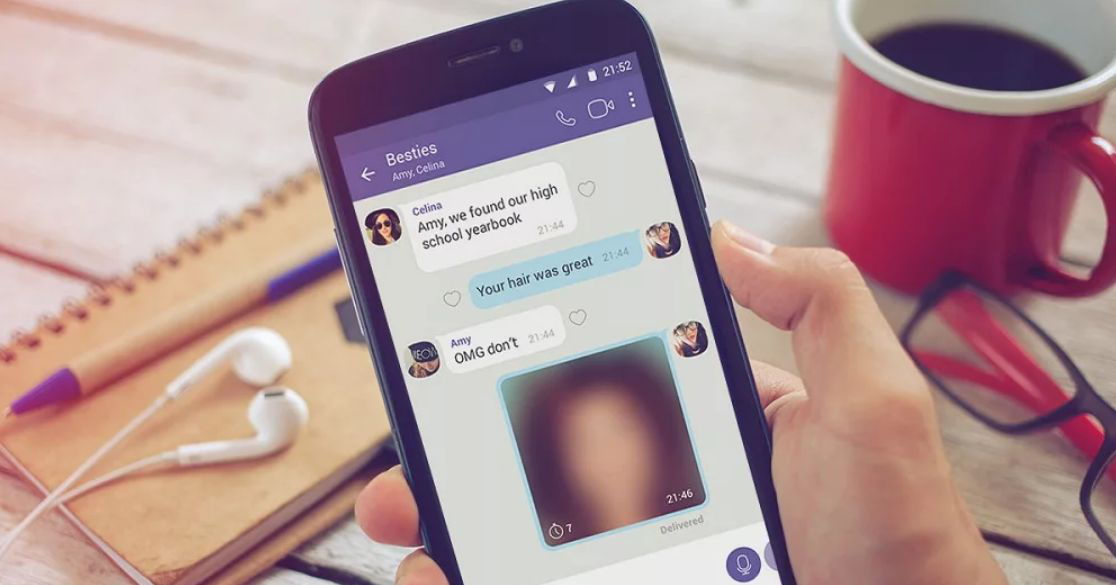 21:52
Besties
Amy, Celina
Celina
Amy, we found our high
school yearbook
21:44
Your hair was great 21:44
Amy
OMG don't 21:44
MEOW
7
21:46
Delivered